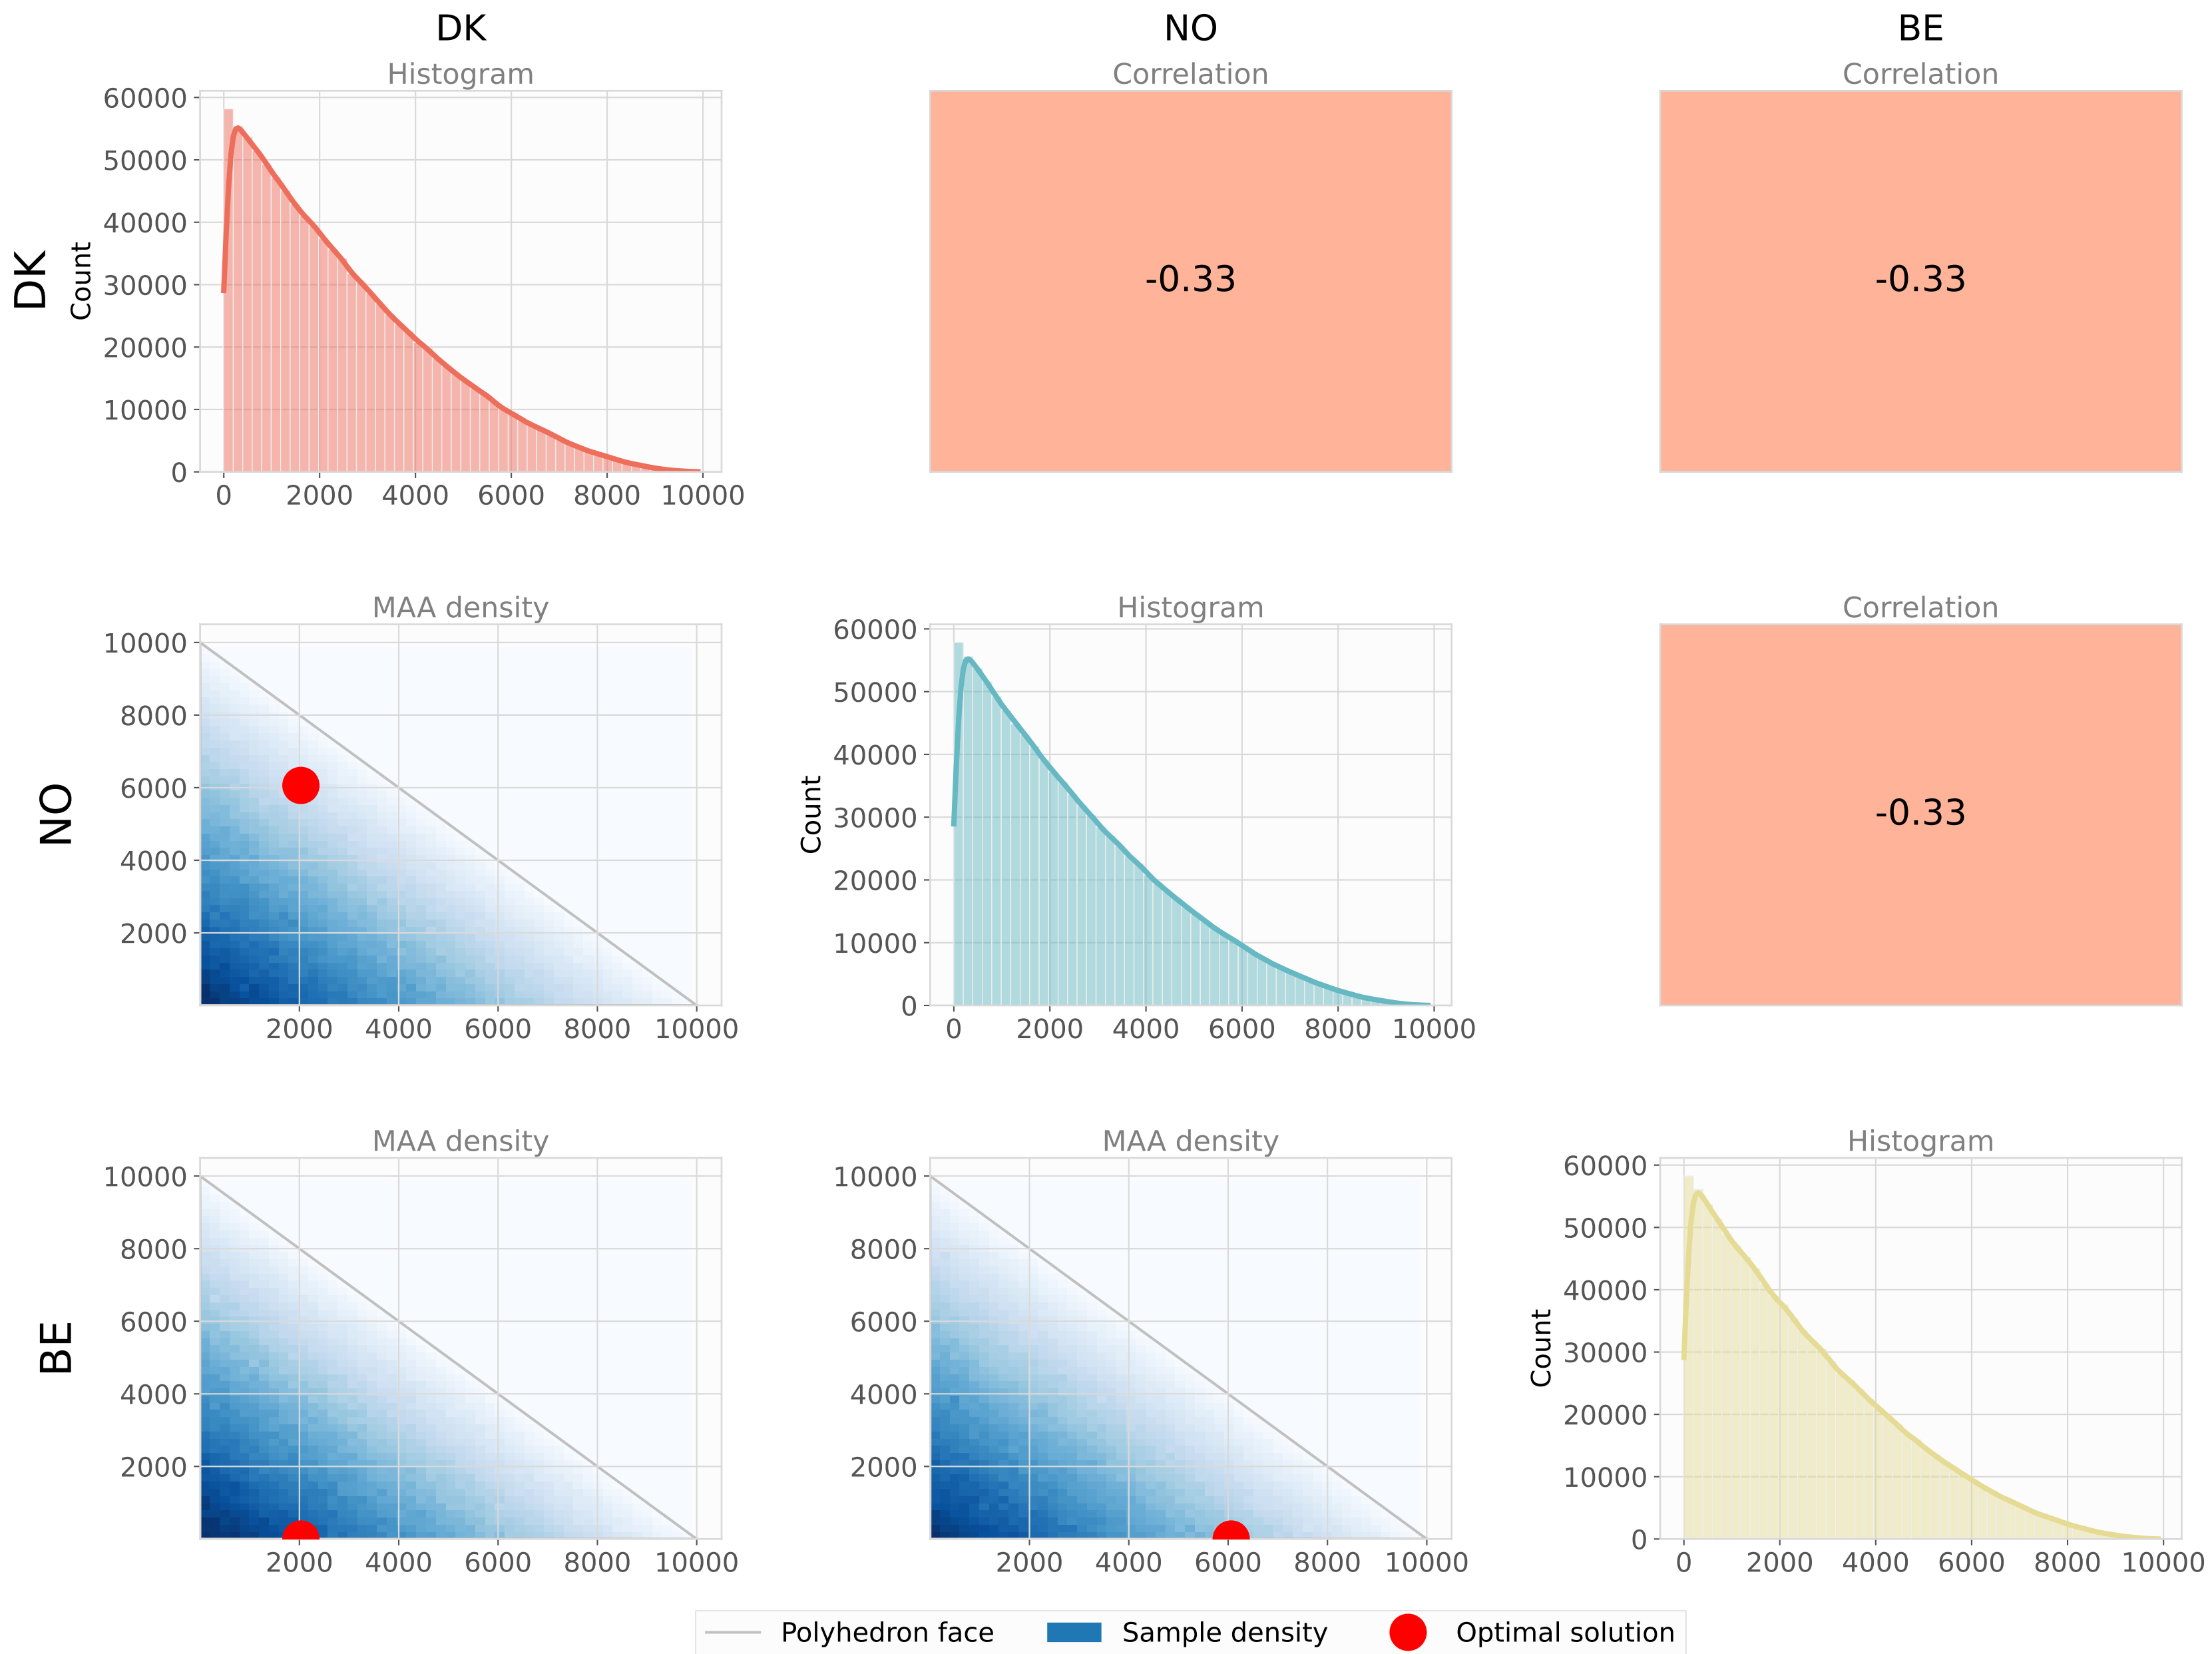 DK NO BE
Histogram Correlation Correlation
DK
Count
60000
50000
40000
30000
20000
10000
0
0 2000 4000 6000 8000 10000
-0.33
-0.33
MAA density Histogram Correlation
NO
10000
8000
6000
4000
2000
2000 4000 6000 8000 10000
Count
60000
50000
40000
30000
20000
10000
0
0 2000 4000 6000 8000 10000
-0.33
MAA density MAA density Histogram
BE
10000
8000
6000
4000
2000
2000 4000 6000 8000 10000
10000
8000
6000
4000
2000
2000 4000 6000 8000 10000
Count
60000
50000
40000
30000
20000
10000
0
0 2000 4000 6000 8000 10000
Polyhedron face Sample density Optimal solution